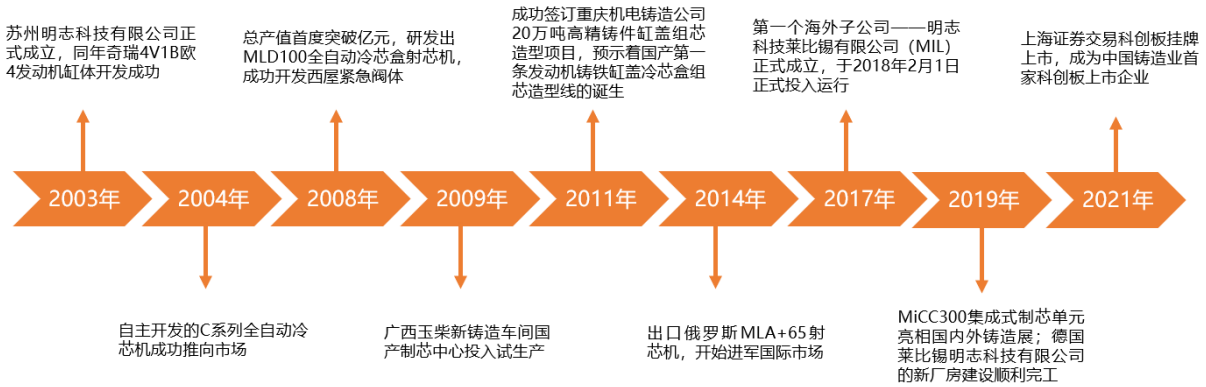 苏州明志科技有限公司正
式成立，同年奇瑞4V1B欧
4发动机缸体开发成功
总产值首度突破亿元，研发出
MLD100全自动冷芯盒射芯机，
成功开发西屋紧急阀体
成功签订重庆机电铸造公司
20万吨高精铸件缸盖组芯
造型项目，预示着国产第一
条发动机铸铁缸盖冷芯盒组
芯造型线的诞生
第一个海外子公司——明志
科技莱比锡有限公司（MIL）
正式成立，于2018年2月1日
正式投入运行
上海证券交易科创板挂牌
上市，成为中国铸造业首
家科创板上市企业
2003年
2004年
2008年
2009年
2011年
2014年
2017年
2019年
2021年
自主开发的C系列全自动冷
芯机成功推向市场
广西玉柴新铸造车间国
产制芯中心投入试生产
出口俄罗斯MLA+65射
芯机，开始进军国际市场
MiCC300集成式制芯单元
亮相国内外铸造展；德国
莱比锡明志科技有限公司
的新厂房建设顺利完工